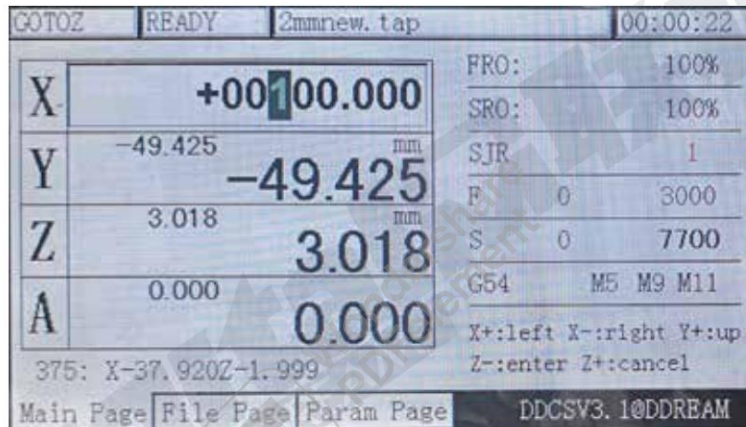 GOTOZ READY 2mmnew.tap 00:00:22
X +00100.000
Y -49.425 mm -49.425
Z 3.018 mm 3.018
A 0.000 0.000
375: X-37.920Z-1.999
FRO: 100%
SRO: 100%
SJR 1
F 0 3000
S 0 7700
G54 M5 M9 M11
X+:left X-:right Y+:up
Z-:enter Z+:cancel
Main Page File Page Param Page DDCSV3.1@DDREAM